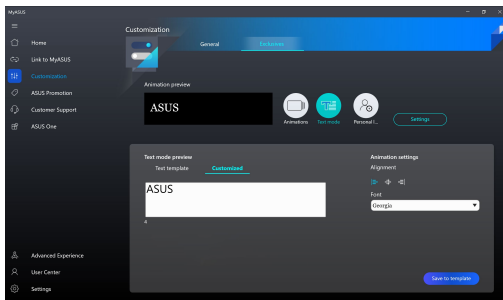 MyASUS
Customization
Home
General
Exclusives
Link to MyASUS
Customization
ASUS Promotion
Customer Support
ASUS One
Animation preview
ASUS
Animations
Text mode
Personal I...
Settings
Text mode preview
Text template
Customized
ASUS
4
Animation settings
Alignment
Font
Georgia
Save to template
Advanced Experience
User Center
Settings